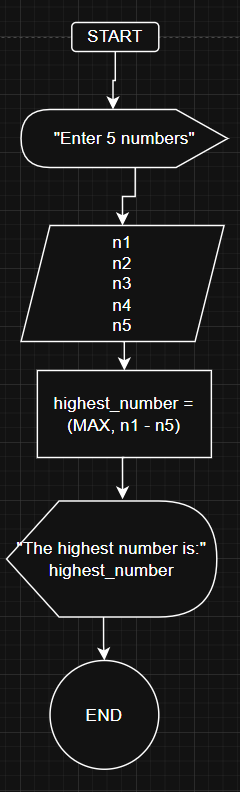 START
"Enter 5 numbers"
n1
n2
n3
n4
n5
highest_number =
(MAX, n1 - n5)
"The highest number is:"
highest_number
END